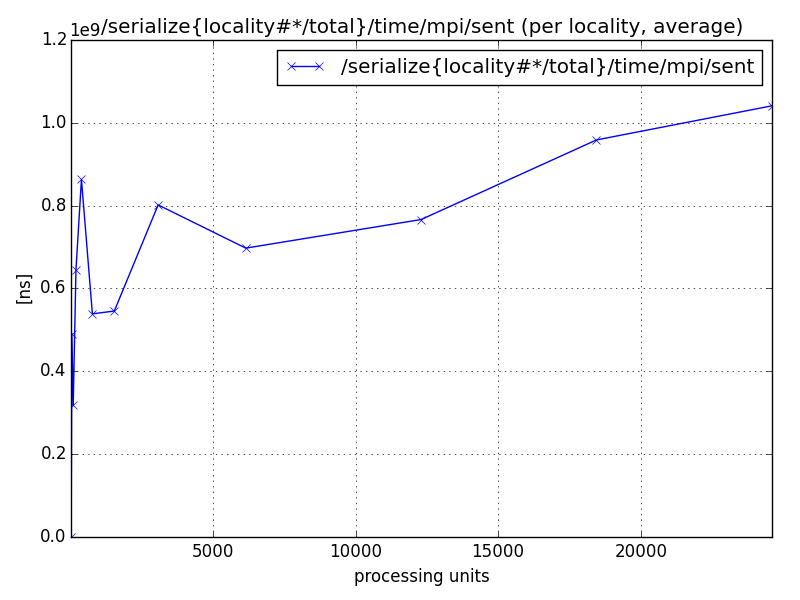 1e9
/serialize{locality#*/total}/time/mpi/sent (per locality, average)
/serialize{locality#*/total}/time/mpi/sent
1.2
1.0
0.8
0.6
0.4
0.2
0.0
[ns]
5000
10000
15000
20000
processing units